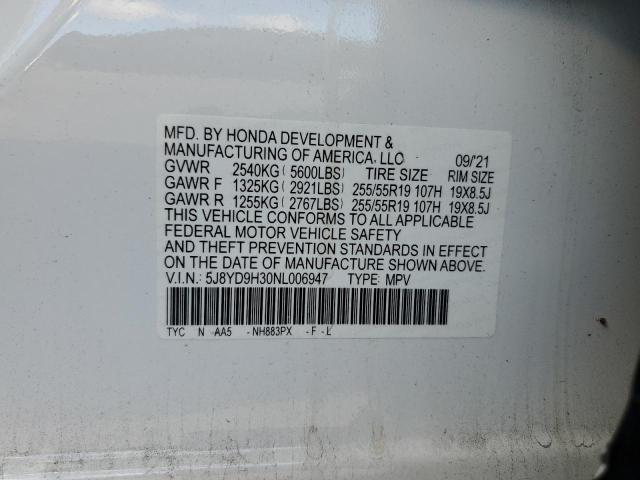 MFD. BY HONDA DEVELOPMENT &
MANUFACTURING OF AMERICA, LLC 09/'21
GVWR 2540KG (5600LBS) TIRE SIZE RIM SIZE
GAWR F 1325KG (2921LBS) 255/55R19 107H 19X8.5J
GAWR R 1255KG (2767LBS) 255/55R19 107H 19X8.5J
THIS VEHICLE CONFORMS TO ALL APPLICABLE
FEDERAL MOTOR VEHICLE SAFETY
AND THEFT PREVENTION STANDARDS IN EFFECT
ON THE DATE OF MANUFACTURE SHOWN ABOVE.
V.I.N.: 5J8YD9H30NL006947 TYPE: MPV
TYC N AA5 -NH883PX -F -L